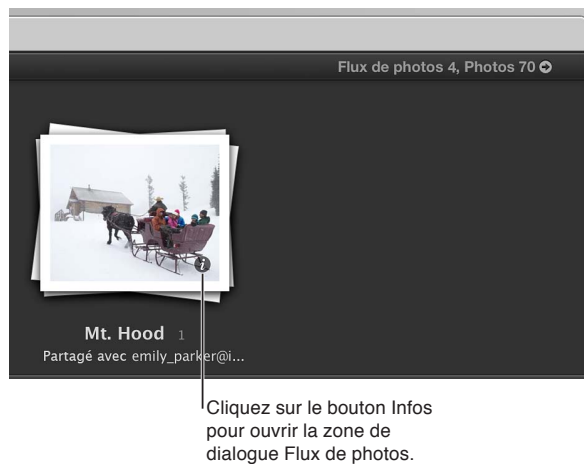 Flux de photos 4, Photos 70
Mt. Hood 1
Partagé avec emily_parker@i...
Cliquez sur le bouton Infos
pour ouvrir la zone de
dialogue Flux de photos.